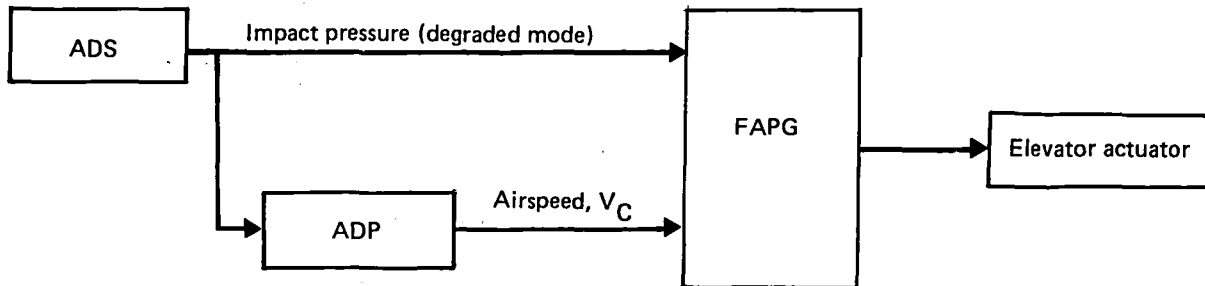 Impact pressure (degraded mode)
ADS
FAPG
Elevator actuator
Airspeed, V_C
ADP